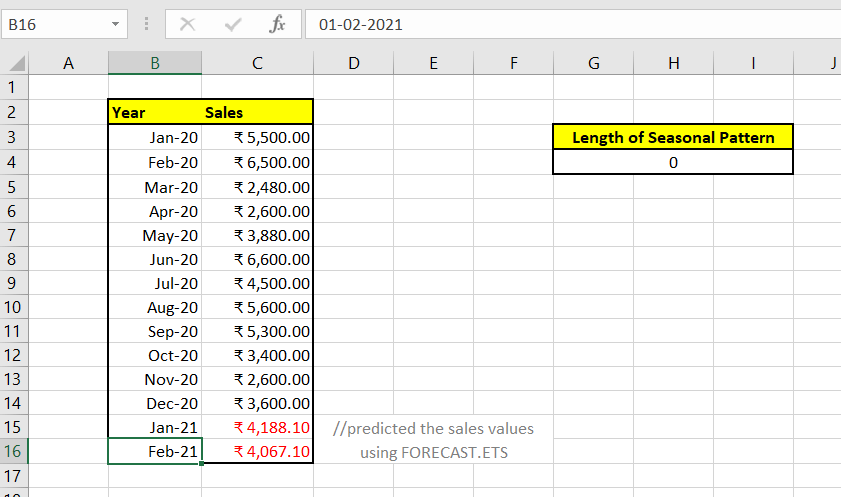 B16 fx 01-02-2021
A B C D E F G H I J
1
2 Year Sales
3 Jan-20 ₹ 5,500.00 Length of Seasonal Pattern
4 Feb-20 ₹ 6,500.00 0
5 Mar-20 ₹ 2,480.00
6 Apr-20 ₹ 2,600.00
7 May-20 ₹ 3,880.00
8 Jun-20 ₹ 6,600.00
9 Jul-20 ₹ 4,500.00
10 Aug-20 ₹ 5,600.00
11 Sep-20 ₹ 5,300.00
12 Oct-20 ₹ 3,400.00
13 Nov-20 ₹ 2,600.00
14 Dec-20 ₹ 3,600.00
15 Jan-21 ₹ 4,188.10 //predicted the sales values
16 Feb-21 ₹ 4,067.10 using FORECAST.ETS
17